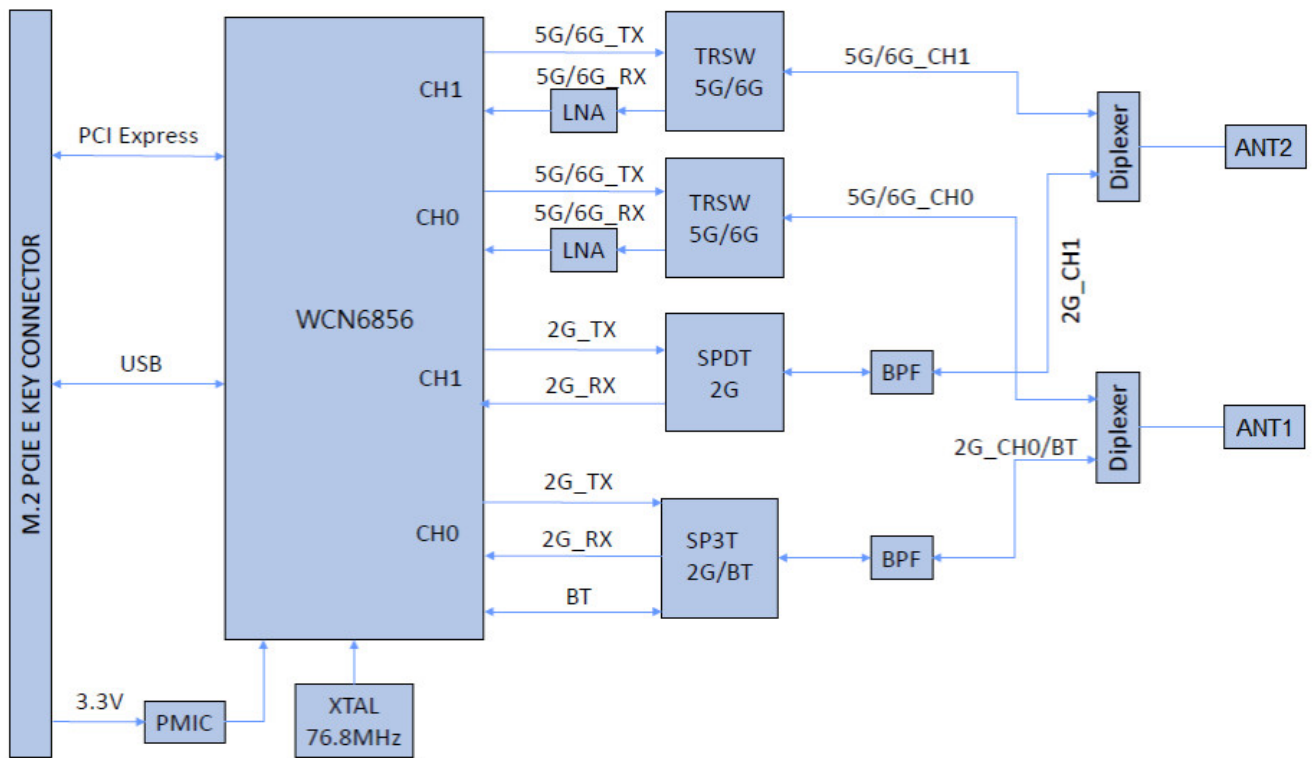 M.2 PCIE E KEY CONNECTOR
PCI Express
USB
3.3V
PMIC
XTAL
76.8MHz
WCN6856
CH1
CH0
CH1
CH0
5G/6G_TX
5G/6G_RX
LNA
TRSW
5G/6G
5G/6G_TX
5G/6G_RX
LNA
TRSW
5G/6G
2G_TX
2G_RX
SPDT
2G
BPF
2G_TX
2G_RX
BT
SP3T
2G/BT
BPF
5G/6G_CH1
5G/6G_CH0
2G_CH1
2G_CH0/BT
Diplexer
ANT2
Diplexer
ANT1